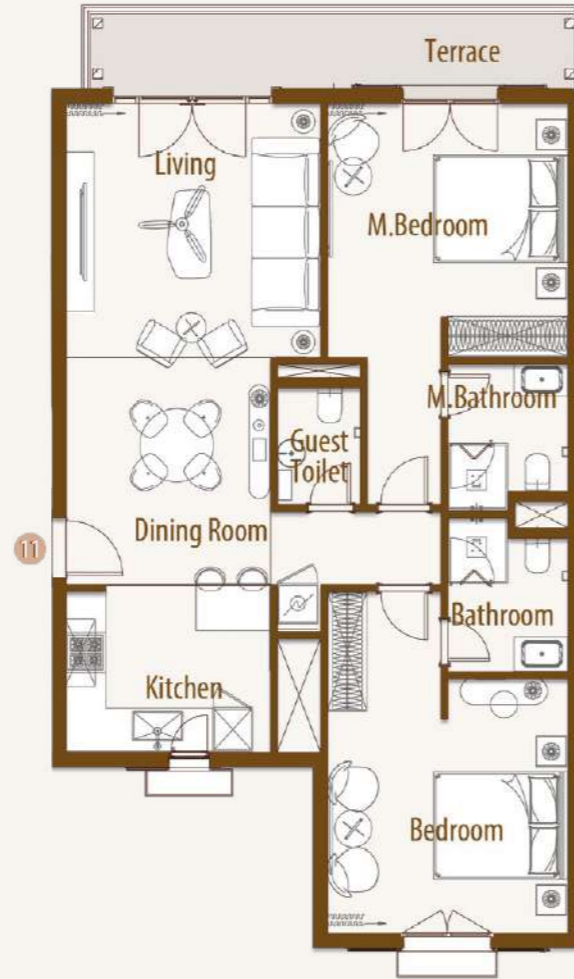 Terrace
Living
M.Bedroom
M.Bathroom
Guest
Toilet
Dining Room
11
Bathroom
Kitchen
Bedroom